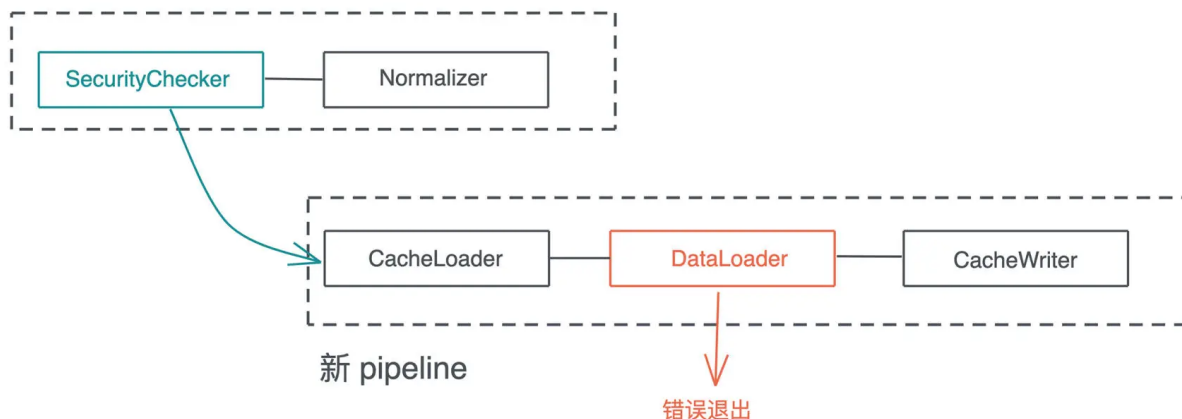 SecurityChecker
Normalizer
CacheLoader
DataLoader
CacheWriter
新 pipeline
错误退出